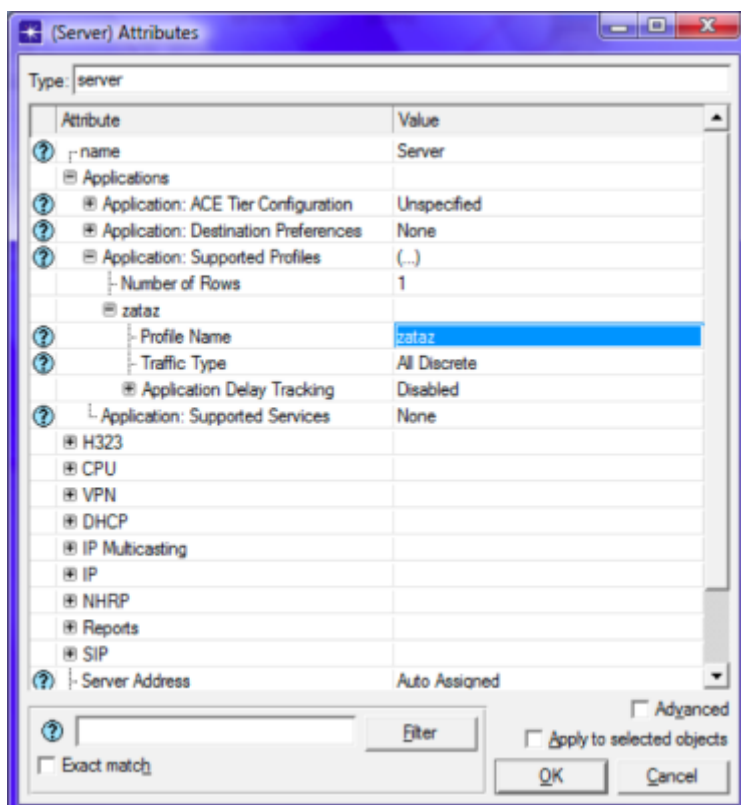 (Server) Attributes
Type: server
Attribute Value
name Server
Applications
Application: ACE Tier Configuration Unspecified
Application: Destination Preferences None
Application: Supported Profiles (...)
Number of Rows 1
zataz
Profile Name zataz
Traffic Type All Discrete
Application Delay Tracking Disabled
Application: Supported Services None
H323
CPU
VPN
DHCP
IP Multicasting
IP
NHRP
Reports
SIP
Server Address Auto Assigned
Advanced
Filter
Apply to selected objects
Exact match
OK Cancel